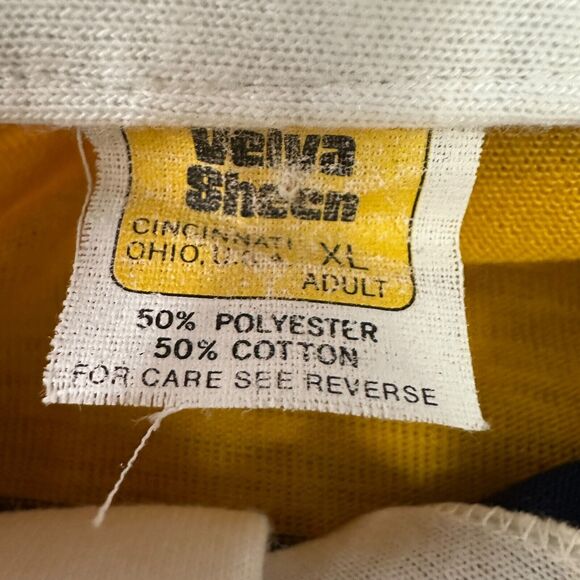 Velva
Sheen
CINCINNATI
OHIO, U.S.A.
XL
ADULT
50% POLYESTER
50% COTTON
FOR CARE SEE REVERSE